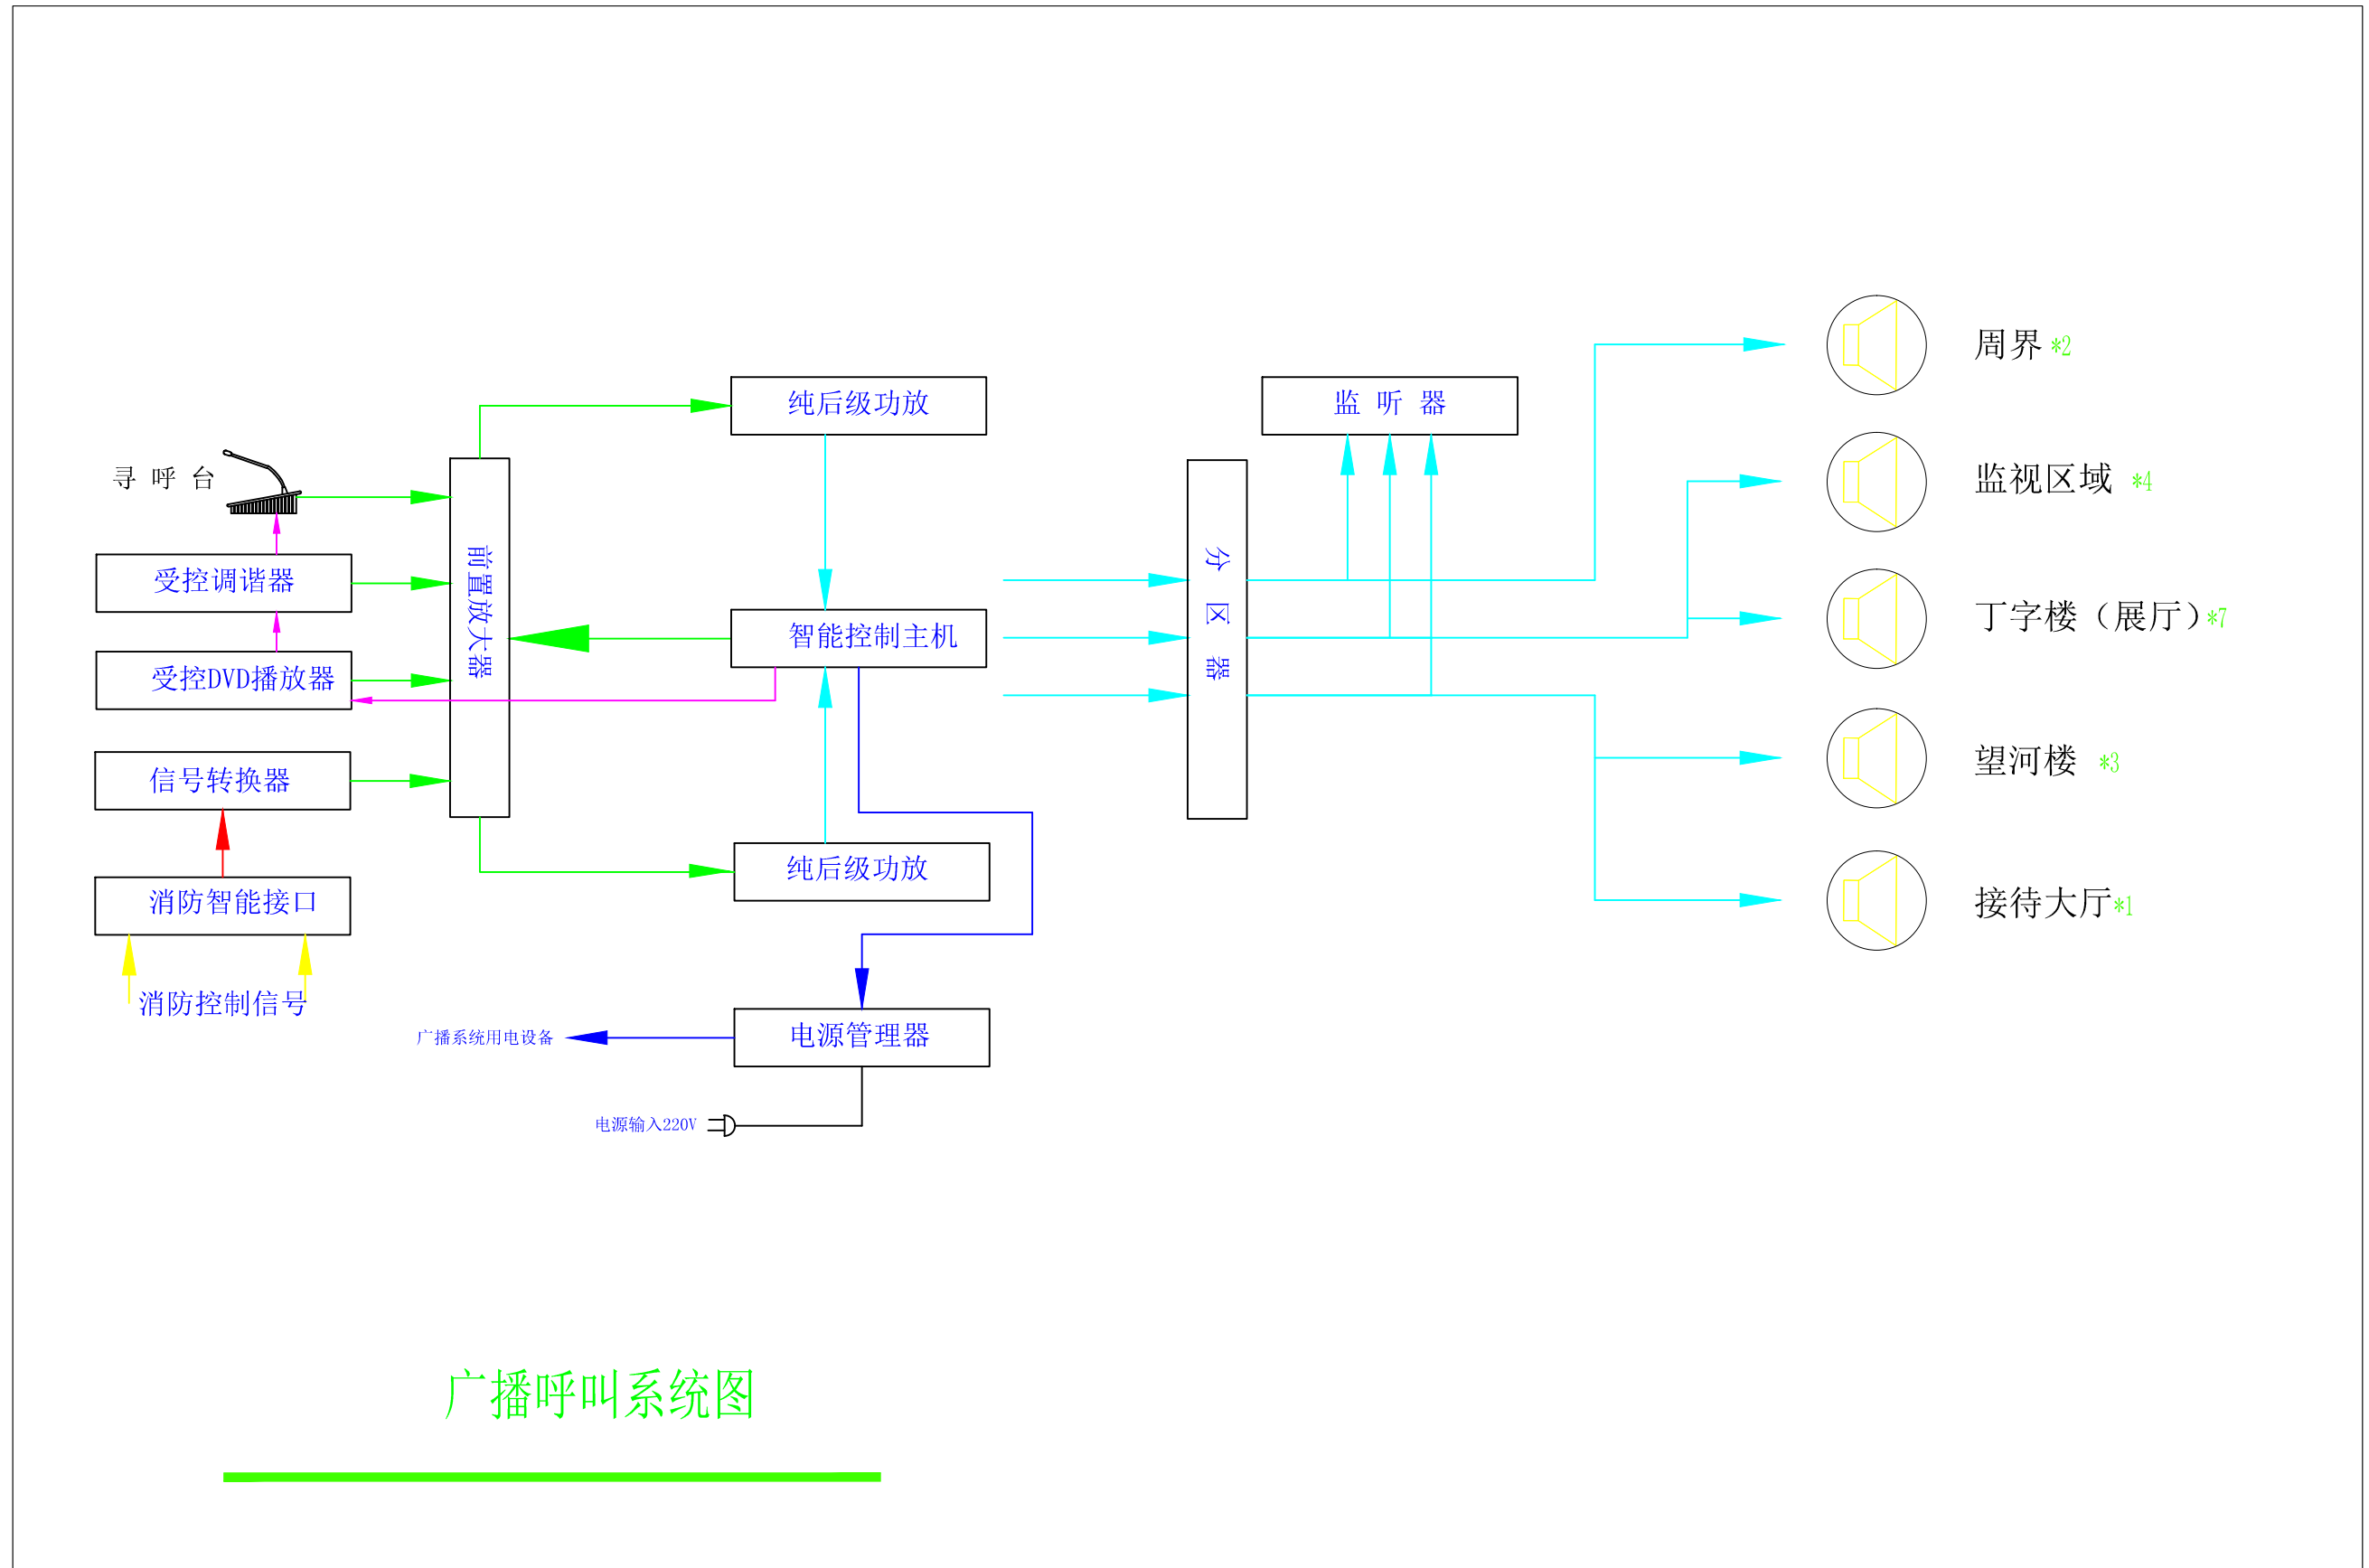 周界 *2
纯后级功放
监 听 器
寻 呼 台
监视区域 *4
受控调谐器
前置放大器
智能控制主机
分 区 器
丁字楼（展厅）*7
受控DVD播放器
信号转换器
望河楼 *3
纯后级功放
消防智能接口
接待大厅*1
消防控制信号
广播系统用电设备
电源管理器
电源输入220V
广播呼叫系统图